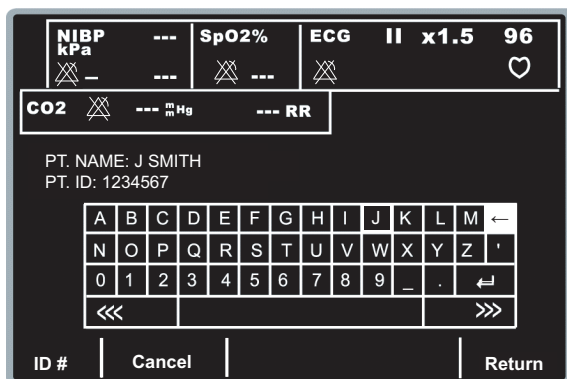 NIBP --- SpO2% ECG II x1.5 96
kPa
– --- ---
CO2 --- mmHg --- RR
PT. NAME: J SMITH
PT. ID: 1234567
A B C D E F G H I J K L M ←
N O P Q R S T U V W X Y Z '
0 1 2 3 4 5 6 7 8 9 _ . ↵
<<< >>>
ID # Cancel Return